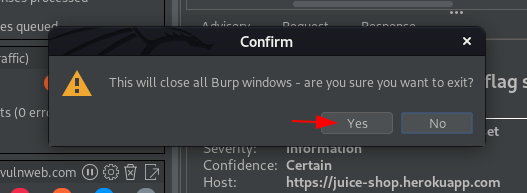 esses processed
es queued
Advisory Request Response
Confirm
raffic)
flag s
This will close all Burp windows - are you sure you want to exit?
ts (0 erro
Yes No
et
Severity: Information
Confidence: Certain
vulnweb.com
Host: https://juice-shop.herokuapp.com